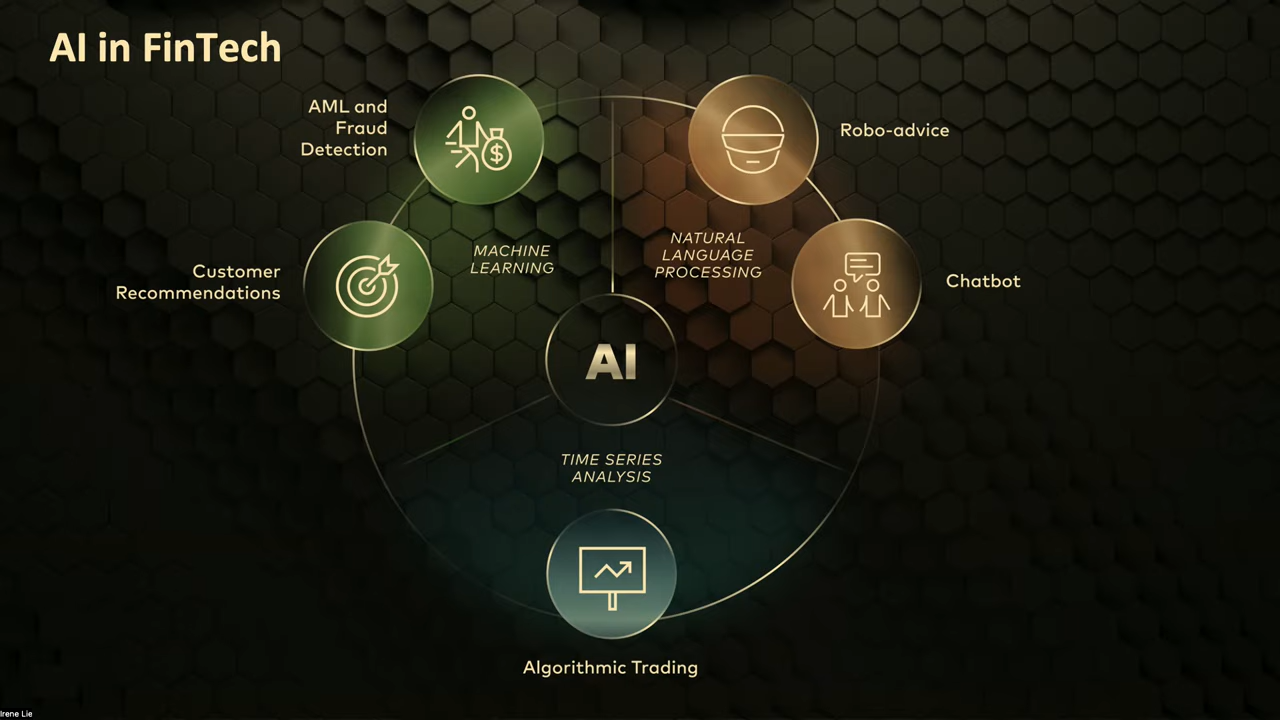 AI in FinTech
AML and
Fraud
Detection
$
Robo-advice
MACHINE
LEARNING
NATURAL
LANGUAGE
PROCESSING
Customer
Recommendations
Chatbot
AI
TIME SERIES
ANALYSIS
Algorithmic Trading
Irene Lie